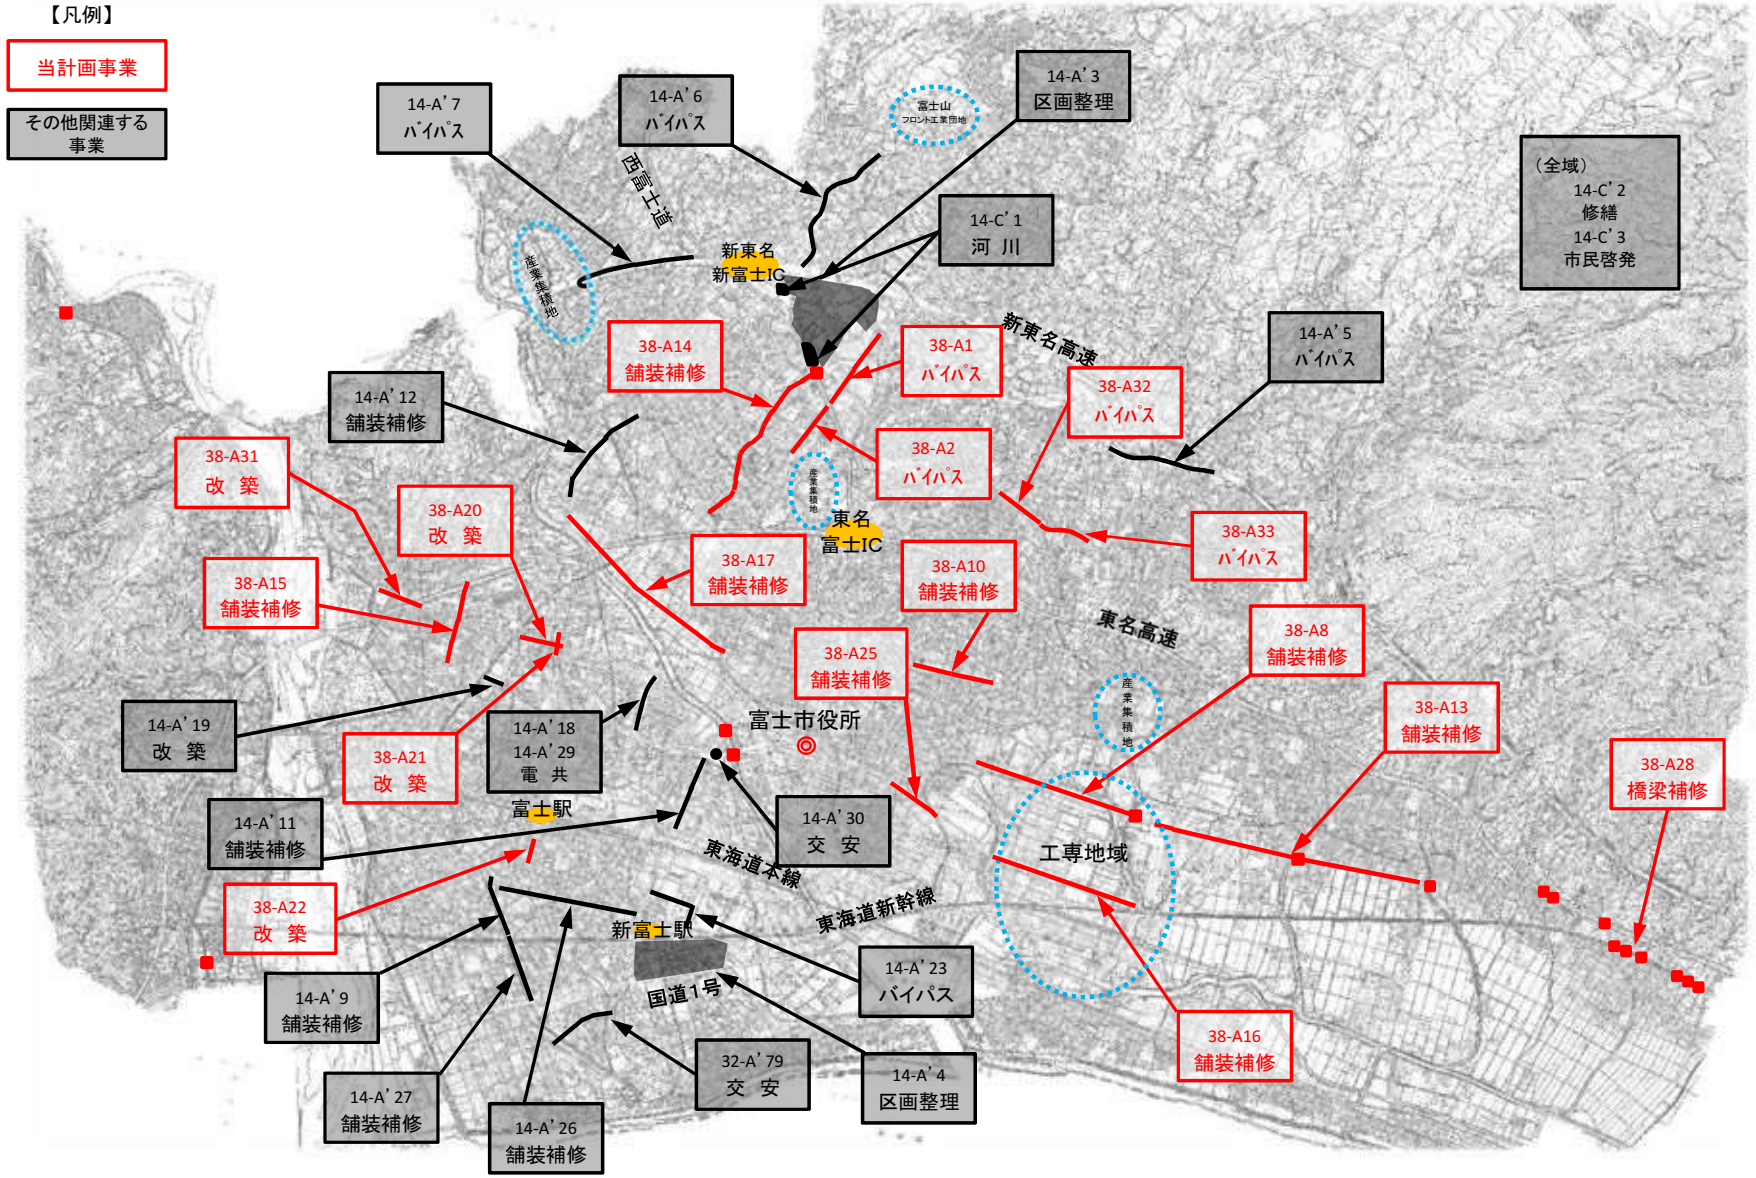 【凡例】
当計画事業
その他関連する
事業
14-A’7
バイパス
14-A’6
バイパス
14-A’3
区画整理
富士山
フロント工業団地
（全域）
14-C’2
修繕
14-C’3
市民啓発
西富士道
14-C’1
河 川
新東名
新富士IC
産業集積地
38-A14
舗装補修
38-A1
バイパス
新東名高速
14-A’5
バイパス
14-A’12
舗装補修
38-A32
バイパス
38-A31
改 築
38-A20
改 築
38-A2
バイパス
産業集積地
東名
富士IC
38-A33
バイパス
38-A15
舗装補修
38-A17
舗装補修
38-A10
舗装補修
東名高速
38-A8
舗装補修
38-A25
舗装補修
14-A’19
改 築
38-A21
改 築
14-A’18
14-A’29
電 共
富士市役所
産業集積地
38-A13
舗装補修
38-A28
橋梁補修
富士駅
14-A’11
舗装補修
14-A’30
交 安
東海道本線
工専地域
38-A22
改 築
東海道新幹線
新富士駅
14-A’9
舗装補修
国道1号
14-A’23
バイパス
38-A16
舗装補修
14-A’27
舗装補修
14-A’26
舗装補修
32-A’79
交 安
14-A’4
区画整理